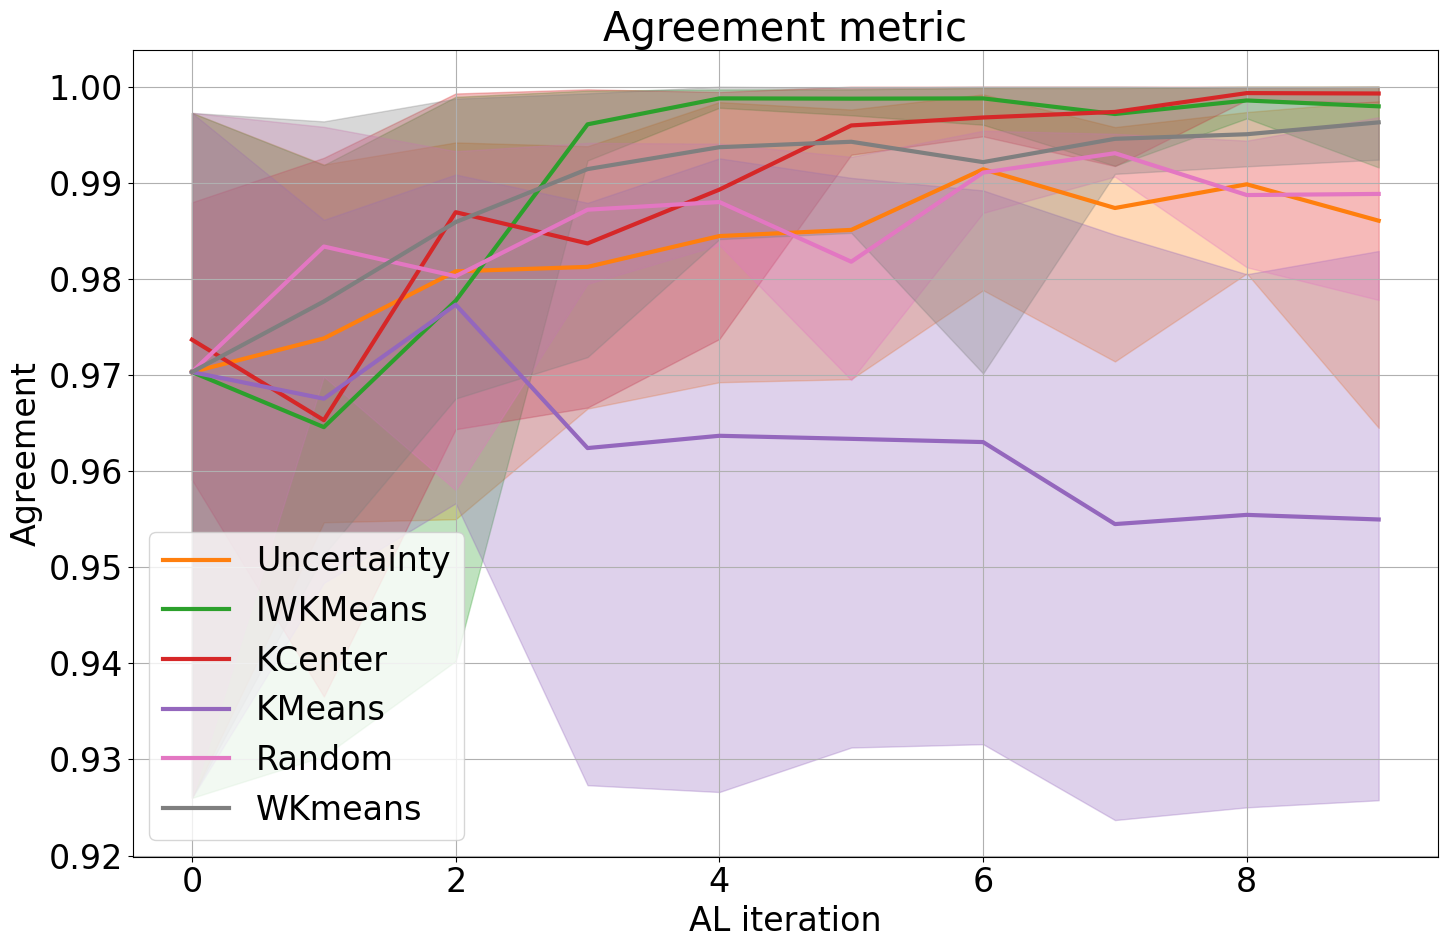 Agreement metric
1.00
0.99
0.98
0.97
0.96
0.95
0.94
0.93
0.92
Agreement
Uncertainty
IWKMeans
KCenter
KMeans
Random
WKmeans
0 2 4 6 8
AL iteration